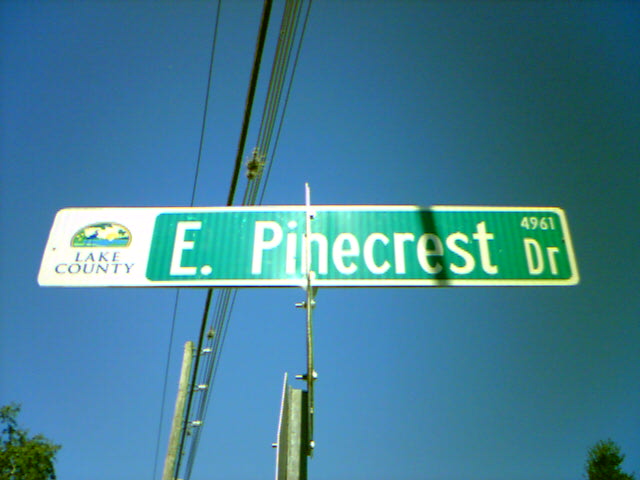 LAKE
COUNTY
E. Pinecrest Dr
4961